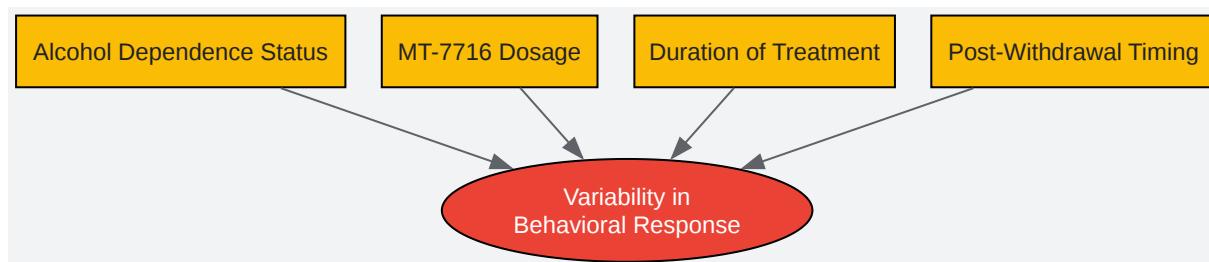 Alcohol Dependence Status
MT-7716 Dosage
Duration of Treatment
Post-Withdrawal Timing
Variability in
Behavioral Response